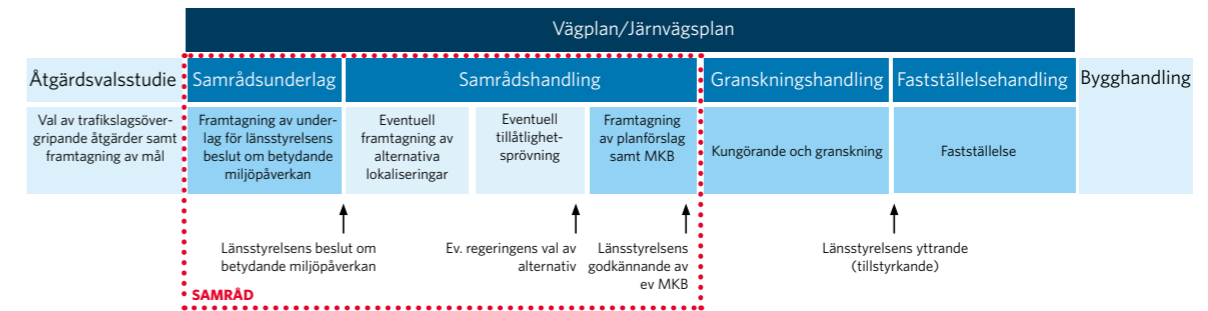 Vägplan/Järnvägsplan
Åtgärdsvalsstudie
Samrådsunderlag
Samrådshandling
Granskningshandling
Fastställelsehandling
Bygghandling
Val av trafikslagsöver-
gripande åtgärder samt
framtagning av mål
Framtagning av under-
lag för länsstyrelsens
beslut om betydande
miljöpåverkan
Eventuell
framtagning av
alternativa
lokaliseringar
Eventuell
tillåtlighet-
sprövning
Framtagning
av planförslag
samt MKB
Kungörande och granskning
Fastställelse
Länsstyrelsens beslut om
betydande miljöpåverkan
Ev. regeringens val av
alternativ
Länsstyrelsens
godkännande av
ev MKB
Länsstyrelsens yttrande
(tillstyrkande)
SAMRÅD